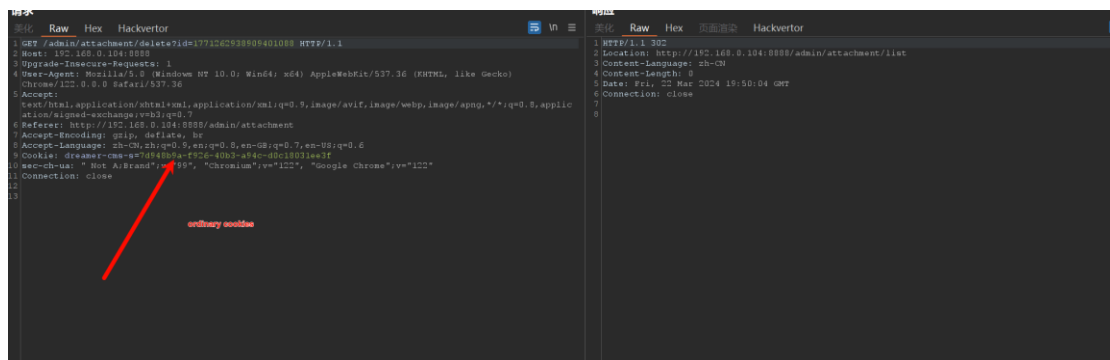 请求
美化 Raw Hex Hackvertor
\n
1 GET /admin/attachment/delete?id=1771262938909401088 HTTP/1.1
2 Host: 192.168.0.104:8888
3 Upgrade-Insecure-Requests: 1
4 User-Agent: Mozilla/5.0 (Windows NT 10.0; Win64; x64) AppleWebKit/537.36 (KHTML, like Gecko)
Chrome/122.0.0.0 Safari/537.36
5 Accept:
text/html,application/xhtml+xml,application/xml;q=0.9,image/avif,image/webp,image/apng,*/*;q=0.8,applic
ation/signed-exchange;v=b3;q=0.7
6 Referer: http://192.168.0.104:8888/admin/attachment
7 Accept-Encoding: gzip, deflate, br
8 Accept-Language: zh-CN,zh;q=0.9,en;q=0.8,en-GB;q=0.7,en-US;q=0.6
9 Cookie: dreamer-cms-s=7d948b9a-f926-40b3-a94c-d0c18031ee3f
10 sec-ch-ua: " Not A;Brand";v="99", "Chromium";v="122", "Google Chrome";v="122"
11 Connection: close
12
13
ordinary cookies
响应
美化 Raw Hex 页面渲染 Hackvertor
1 HTTP/1.1 302
2 Location: http://192.168.0.104:8888/admin/attachment/list
3 Content-Language: zh-CN
4 Content-Length: 0
5 Date: Fri, 22 Mar 2024 19:50:04 GMT
6 Connection: close
7
8